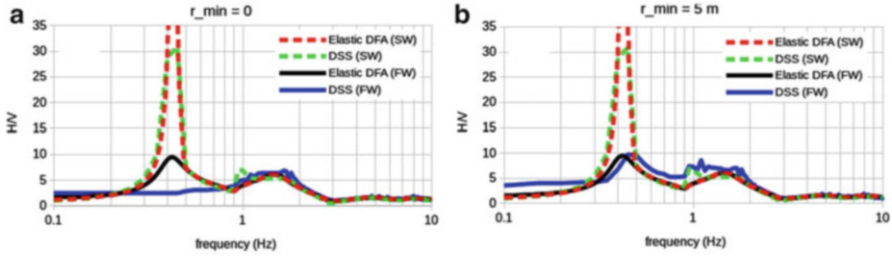 a
r_min = 0
35
30
25
20
15
10
5
0
H/V
Elastic DFA (SW)
DSS (SW)
Elastic DFA (FW)
DSS (FW)
0.1
1
10
frequency (Hz)
b
r_min = 5 m
35
30
25
20
15
10
5
0
H/V
Elastic DFA (SW)
DSS (SW)
Elastic DFA (FW)
DSS (FW)
0.1
1
10
frequency (Hz)